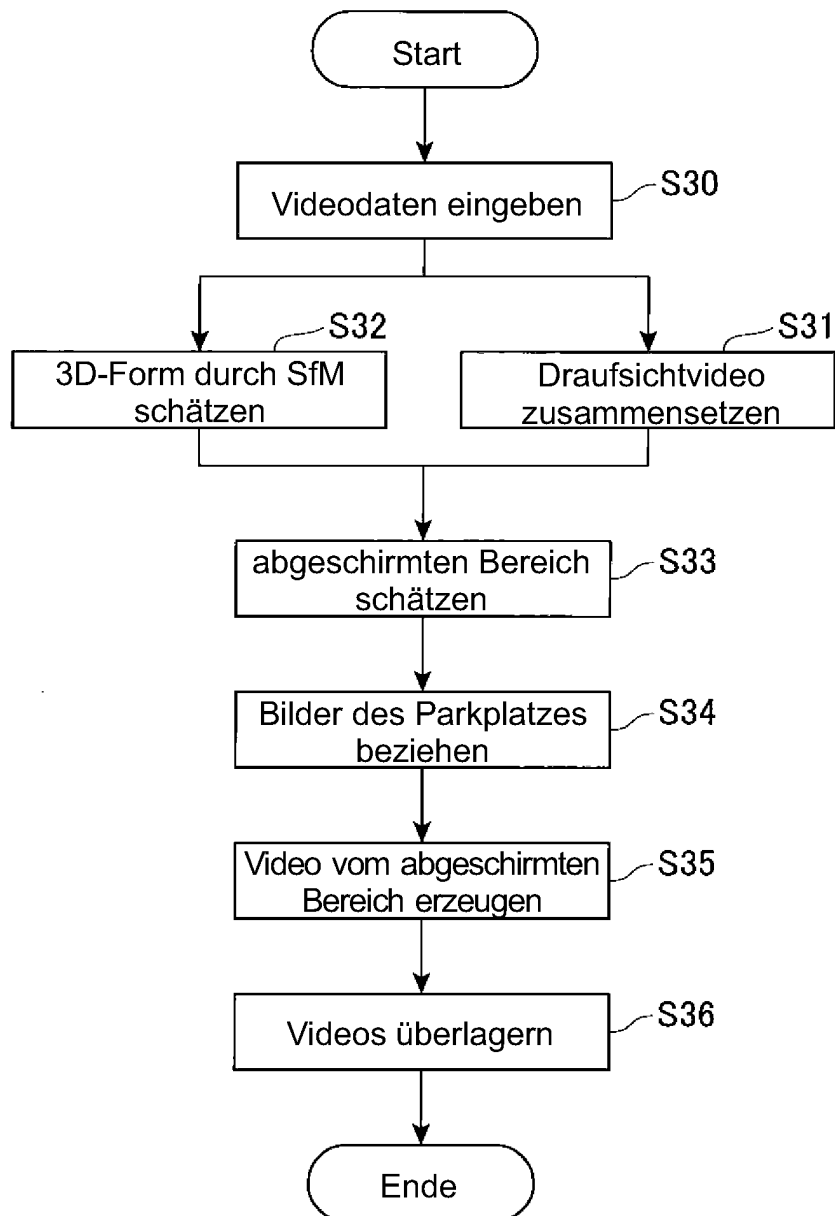 Start
Videodaten eingeben
S30
S32
3D-Form durch SfM
schätzen
S31
Draufsichtvideo
zusammensetzen
abgeschirmten Bereich
schätzen
S33
Bilder des Parkplatzes
beziehen
S34
Video vom abgeschirmten
Bereich erzeugen
S35
Videos überlagern
S36
Ende